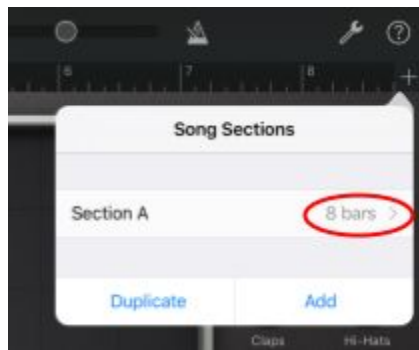 6 7 8
Song Sections
Section A 8 bars
Duplicate Add
Claps Hi-Hats